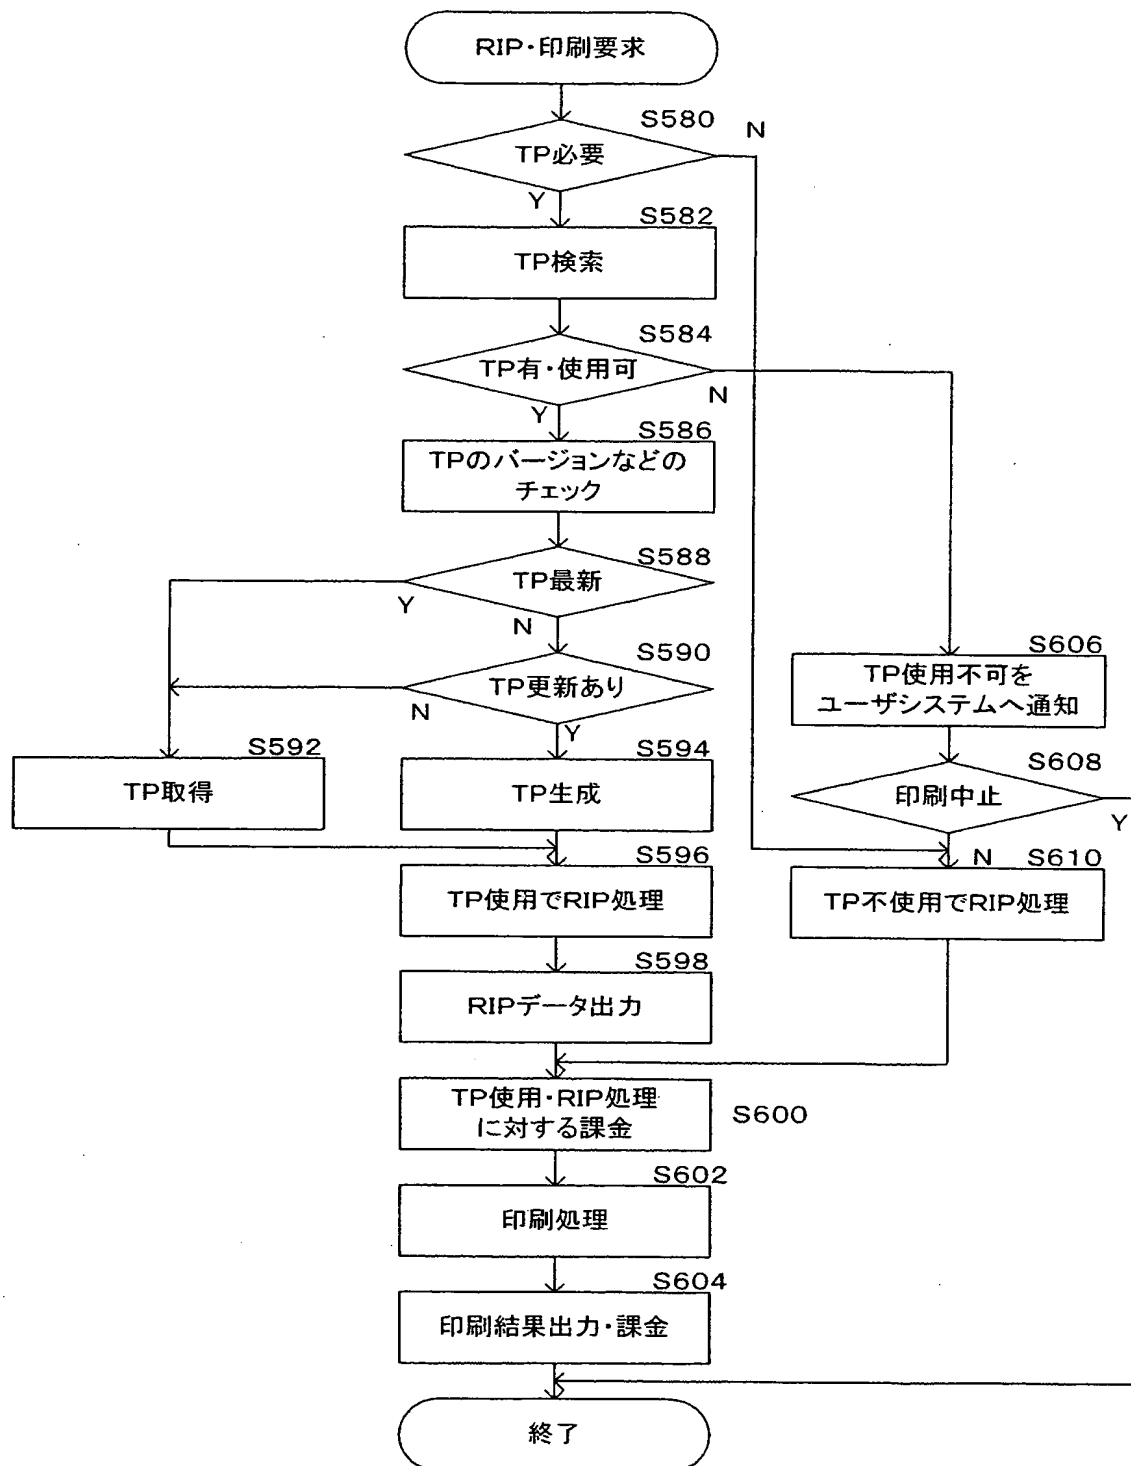 RIP・印刷要求
S580
N
TP必要
Y
S582
TP検索
S584
TP有・使用可
N
Y
S586
TPのバージョンなどの
チェック
S588
TP最新
Y
N
S590
TP更新あり
N
Y
S606
TP使用不可を
ユーザシステムへ通知
S592
TP取得
S594
TP生成
S608
印刷中止
Y
N
S596
TP使用でRIP処理
S610
TP不使用でRIP処理
S598
RIPデータ出力
TP使用・RIP処理
に対する課金
S600
S602
印刷処理
S604
印刷結果出力・課金
終了